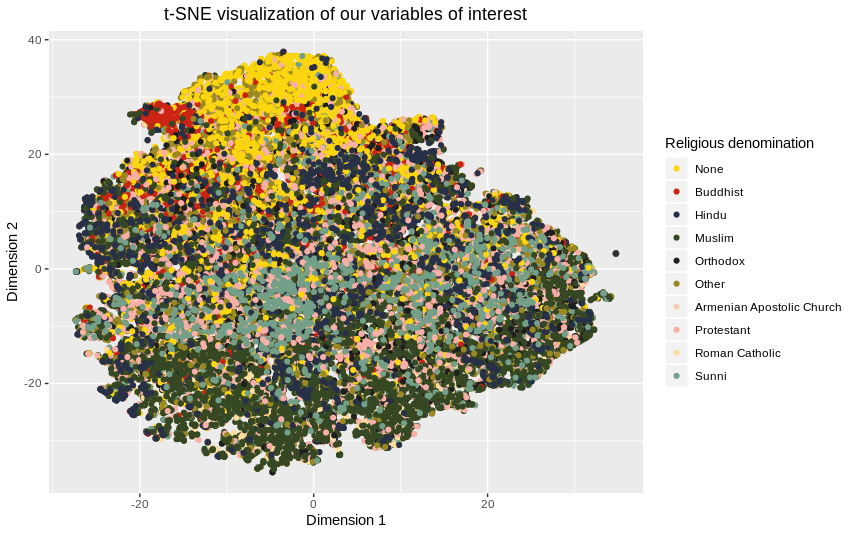 t-SNE visualization of our variables of interest
40
20
0
-20
Dimension 2
-20
0
20
Dimension 1
Religious denomination
None
Buddhist
Hindu
Muslim
Orthodox
Other
Armenian Apostolic Church
Protestant
Roman Catholic
Sunni